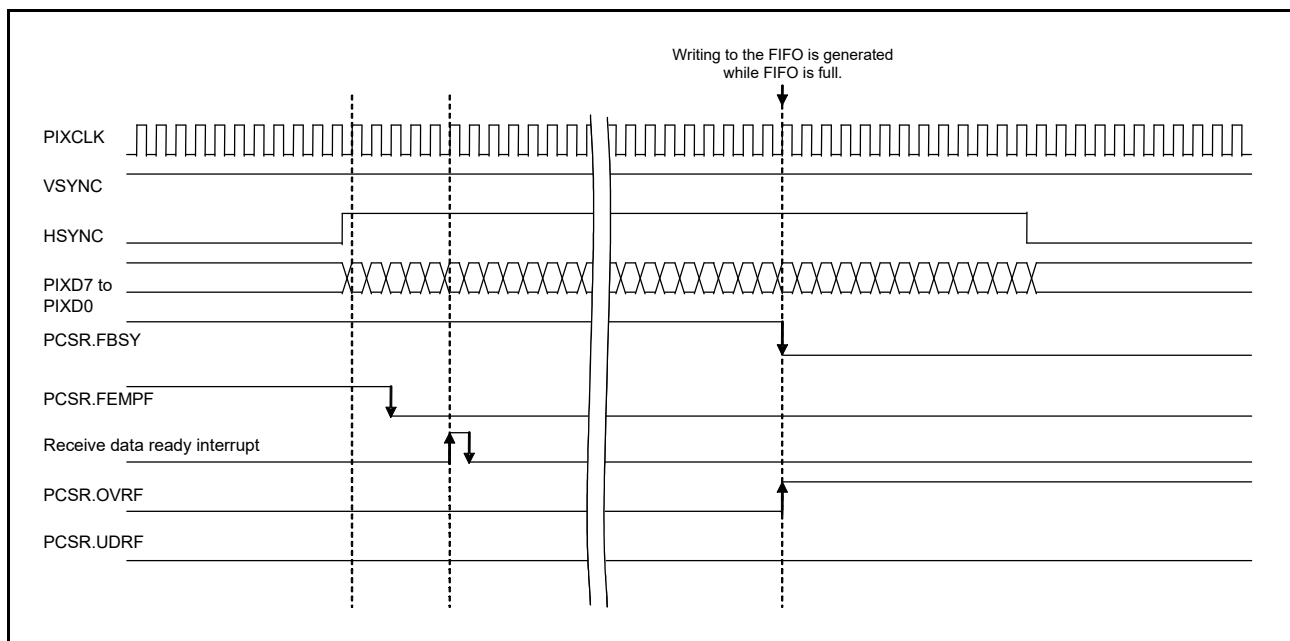 Writing to the FIFO is generated
while FIFO is full.
PIXCLK
VSYNC
HSYNC
PIXD7 to
PIXD0
PCSR.FBSY
PCSR.FEMPF
Receive data ready interrupt
PCSR.OVRF
PCSR.UDRF